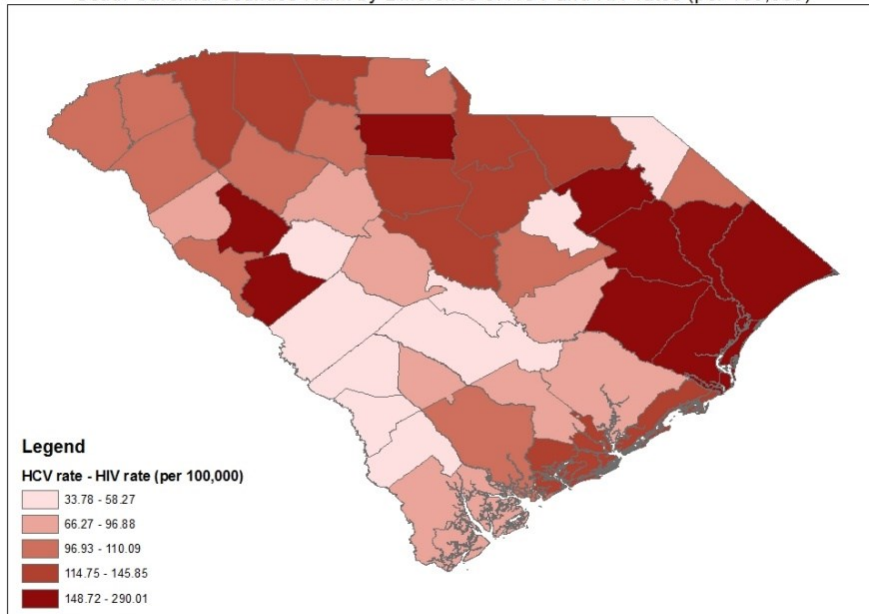 Legend
HCV rate - HIV rate (per 100,000)
33.78 - 58.27
66.27 - 96.88
96.93 - 110.09
114.75 - 145.85
148.72 - 290.01